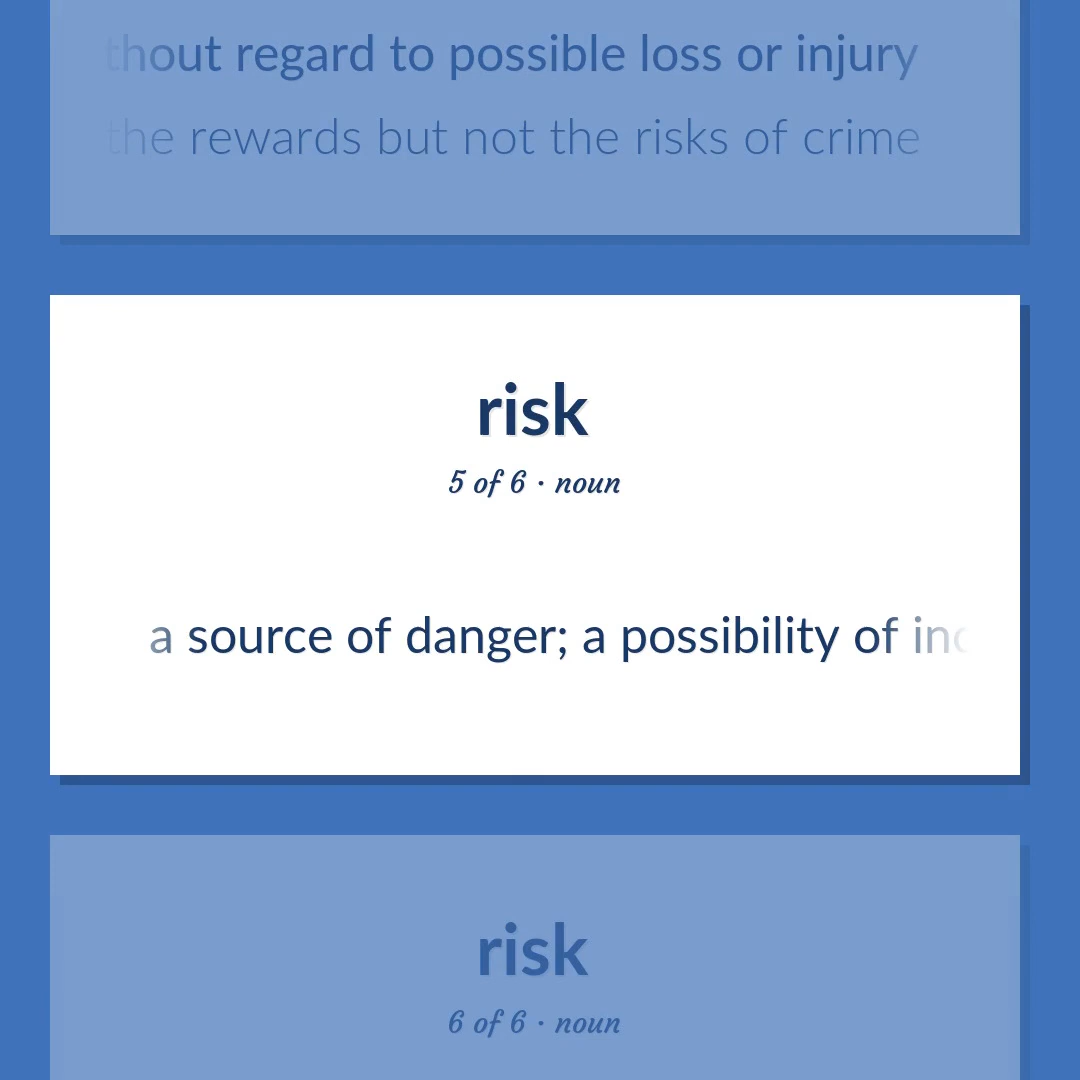 thout regard to possible loss or injury
the rewards but not the risks of crime
risk
5 of 6 · noun
a source of danger; a possibility of
risk
6 of 6 · noun